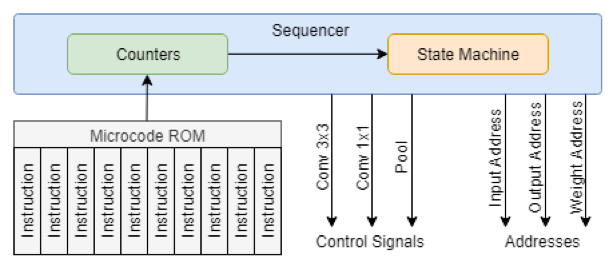 Sequencer
Counters
State Machine
Microcode ROM
Instruction
Instruction
Instruction
Instruction
Instruction
Instruction
Instruction
Instruction
Instruction
Instruction
Conv 3x3
Conv 1x1
Pool
Control Signals
Input Address
Output Address
Weight Address
Addresses